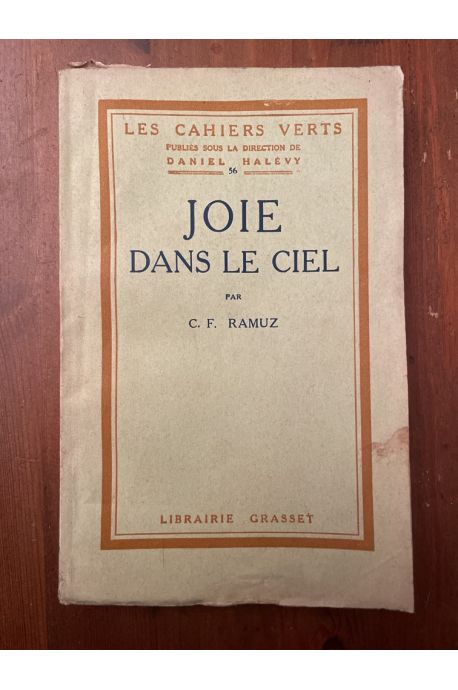 LES CAHIERS VERTS
PUBLIÉS SOUS LA DIRECTION DE
DANIEL HALÉVY
56
JOIE
DANS LE CIEL
PAR
C. F. RAMUZ
LIBRAIRIE GRASSET